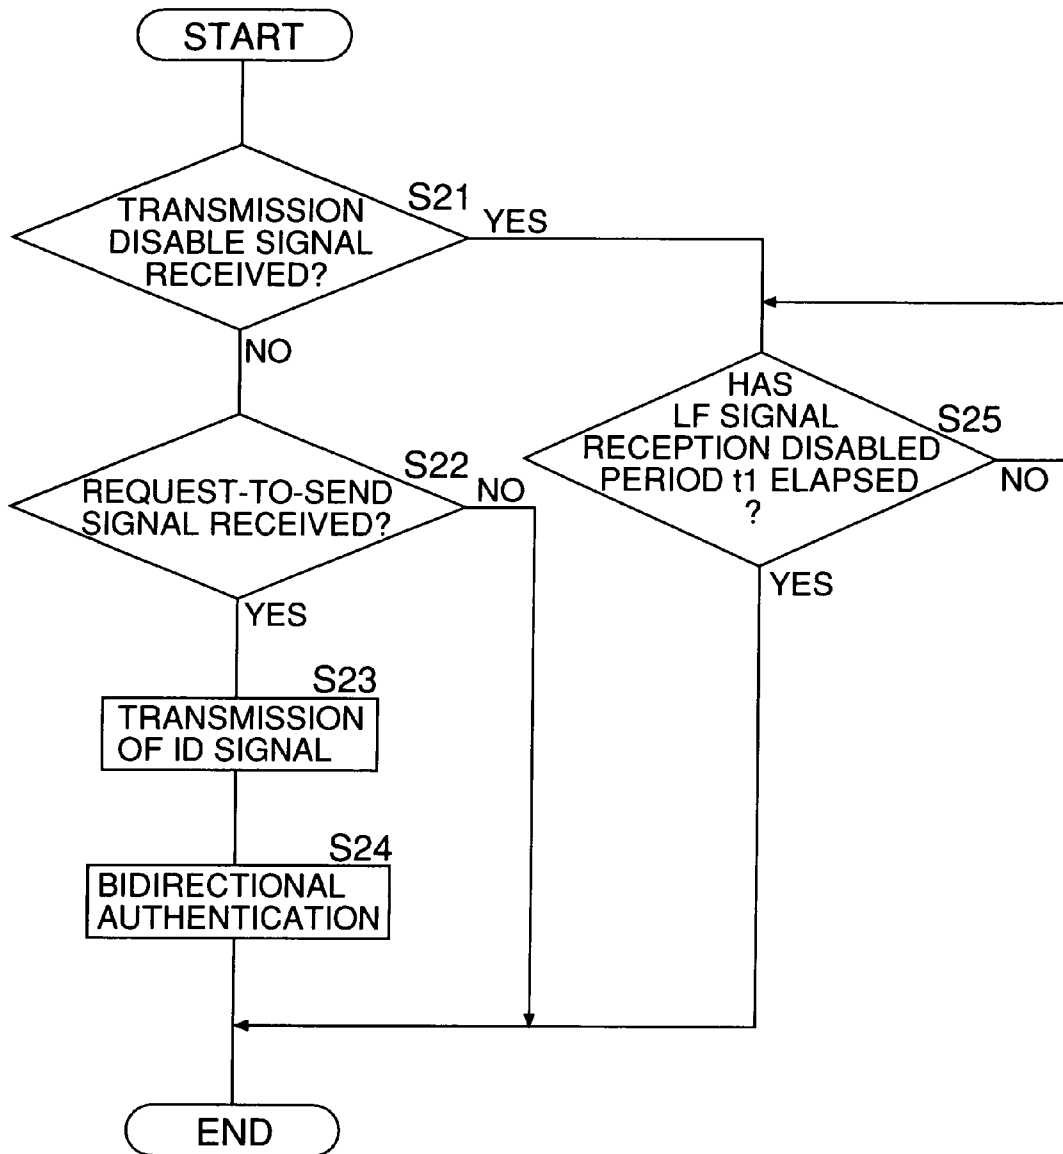 START
S21
TRANSMISSION
DISABLE SIGNAL
RECEIVED?
YES
NO
S22
REQUEST-TO-SEND
SIGNAL RECEIVED?
NO
YES
S23
TRANSMISSION
OF ID SIGNAL
S24
BIDIRECTIONAL
AUTHENTICATION
HAS
LF SIGNAL
RECEPTION DISABLED
PERIOD t1 ELAPSED
?
S25
NO
YES
END